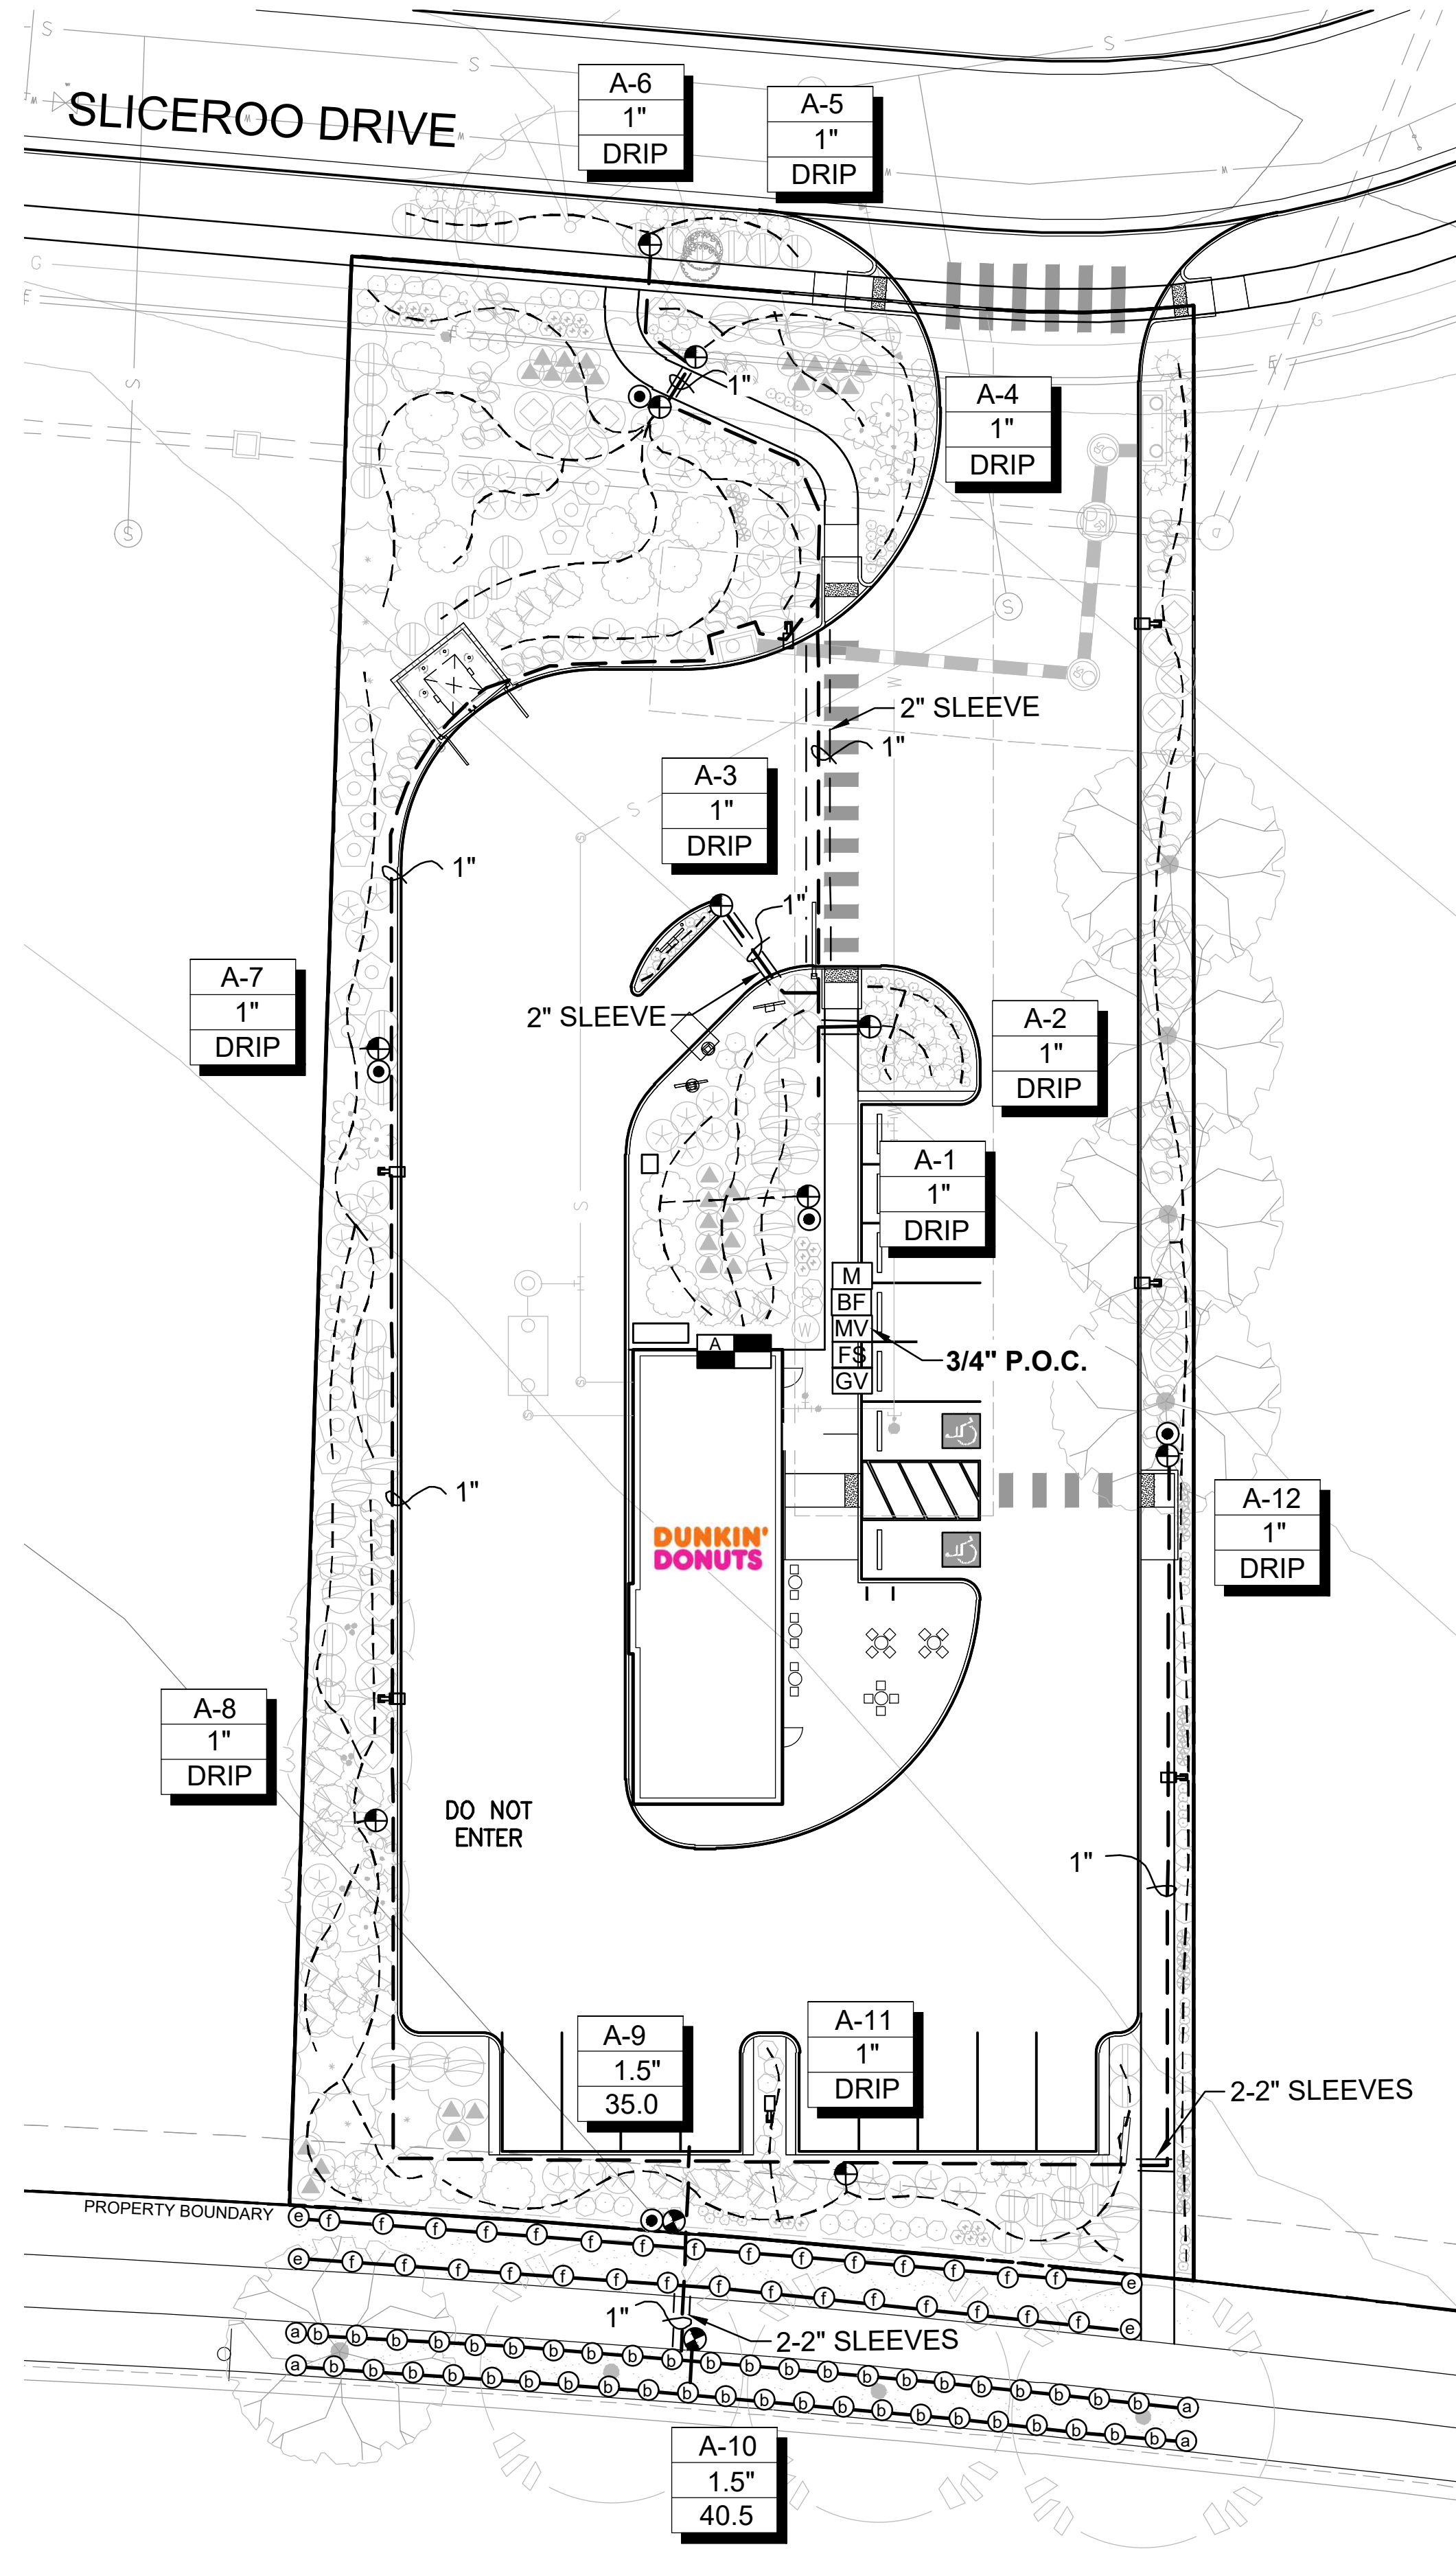 S
S
S
A-6
1"
DRIP
A-5
1"
DRIP
SLICEROO DRIVE
W
W
W
W
W
G
G
E
E
S
1"
A-4
1"
DRIP
S
S
2" SLEEVE
1"
A-3
1"
DRIP
S
S
1"
1"
A-7
1"
DRIP
2" SLEEVE
A-2
1"
DRIP
A-1
1"
DRIP
S
M
BF
MV
FS
GV
W
A
3/4" P.O.C.
S
S
1"
A-12
1"
DRIP
DUNKIN'
DONUTS
A-8
1"
DRIP
DO NOT
ENTER
1"
A-9
1.5"
35.0
A-11
1"
DRIP
2-2" SLEEVES
PROPERTY BOUNDARY
e f f f f f f f f f f f f f f f e
e f f f f f f f f f f f f f f f e
1"
2-2" SLEEVES
a b b b b b b b b b b b b b b b b b b b b b b a
a b b b b b b b b b b b b b b b b b b b b b b a
A-10
1.5"
40.5